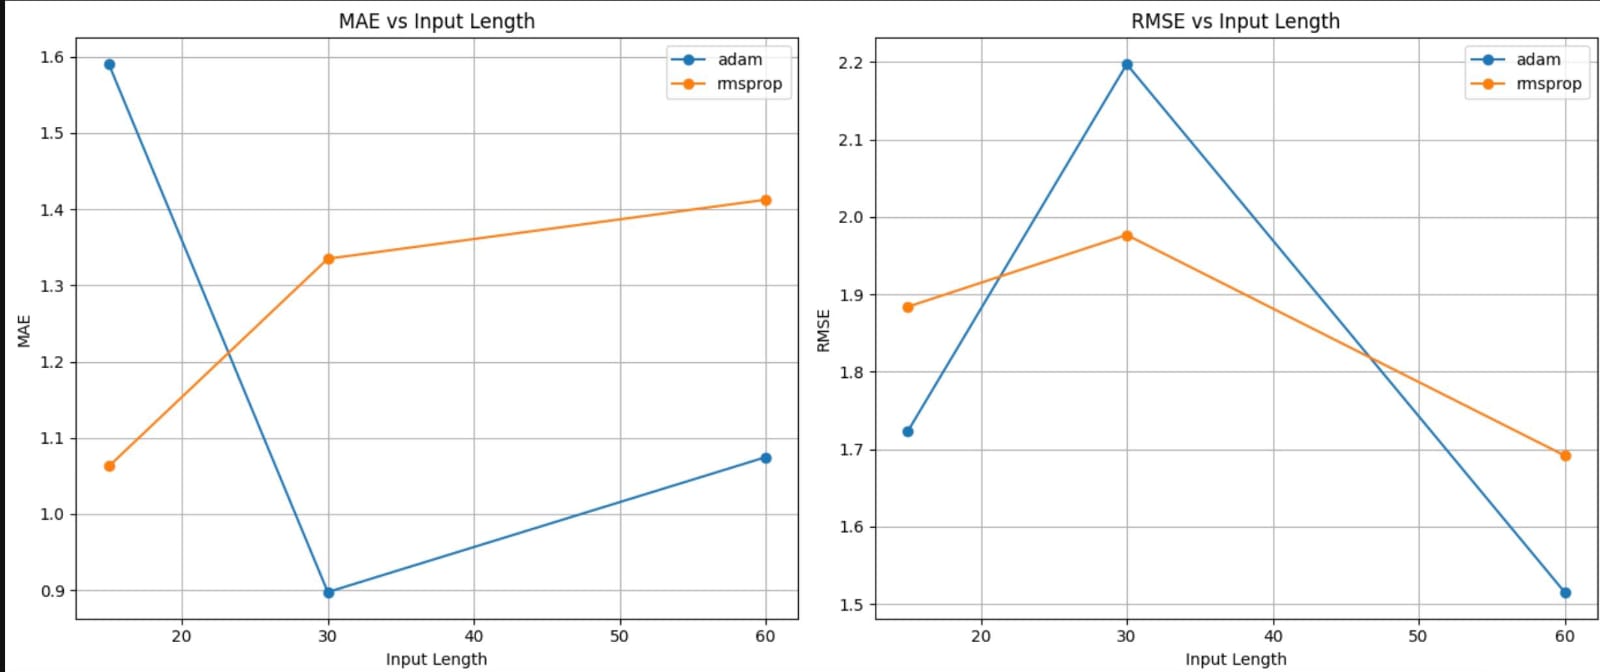 MAE vs Input Length
adam
rmsprop
1.6
1.5
1.4
1.3
1.2
1.1
1.0
0.9
MAE
20 30 40 50 60
Input Length
RMSE vs Input Length
adam
rmsprop
2.2
2.1
2.0
1.9
1.8
1.7
1.6
1.5
RMSE
20 30 40 50 60
Input Length